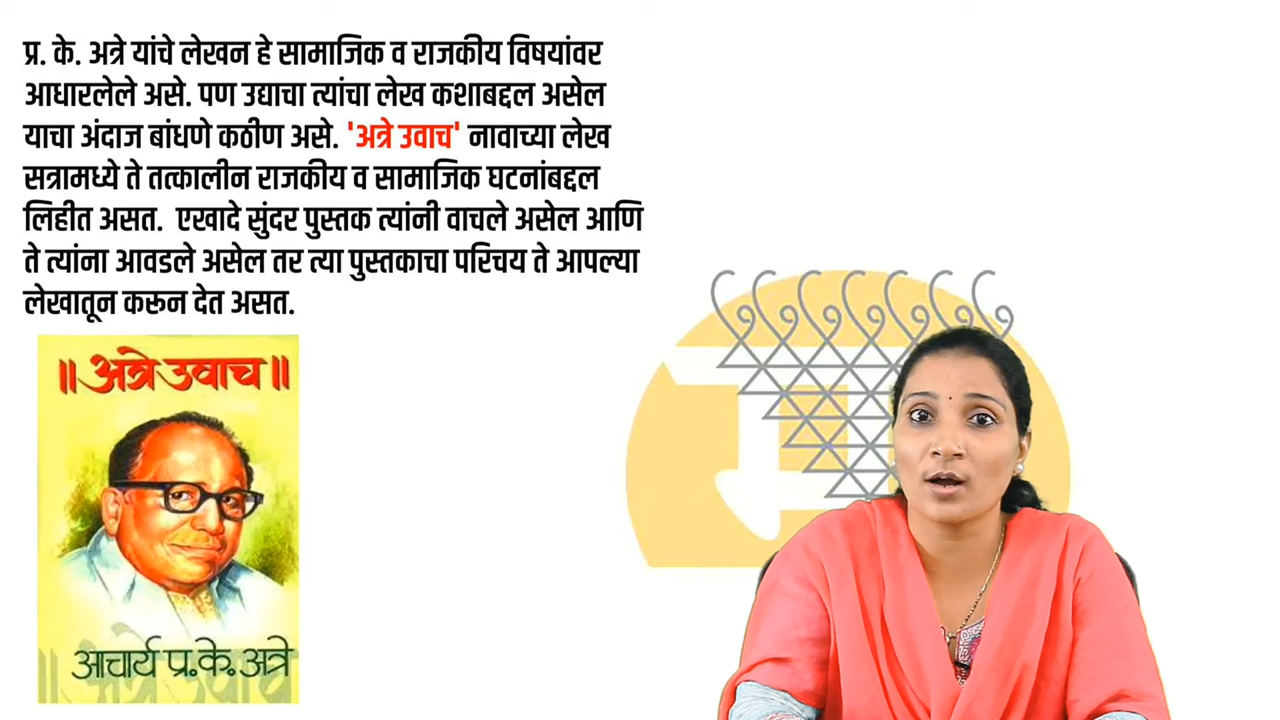 प्र. के. अत्रे यांचे लेखन हे सामाजिक व राजकीय विषयांवर
आधारलेले असे. पण उद्याचा त्यांचा लेख कशाबद्दल असेल
याचा अंदाज बांधणे कठीण असे. 'अत्रे उवाच' नावाच्या लेख
सत्रामध्ये ते तत्कालीन राजकीय व सामाजिक घटनांबद्दल
लिहीत असत. एखादे सुंदर पुस्तक त्यांनी वाचले असेल आणि
ते त्यांना आवडले असेल तर त्या पुस्तकाचा परिचय ते आपल्या
लेखातून करून देत असत.
॥ अत्रे उवाच ॥
आचार्य प्र. के. अत्रे